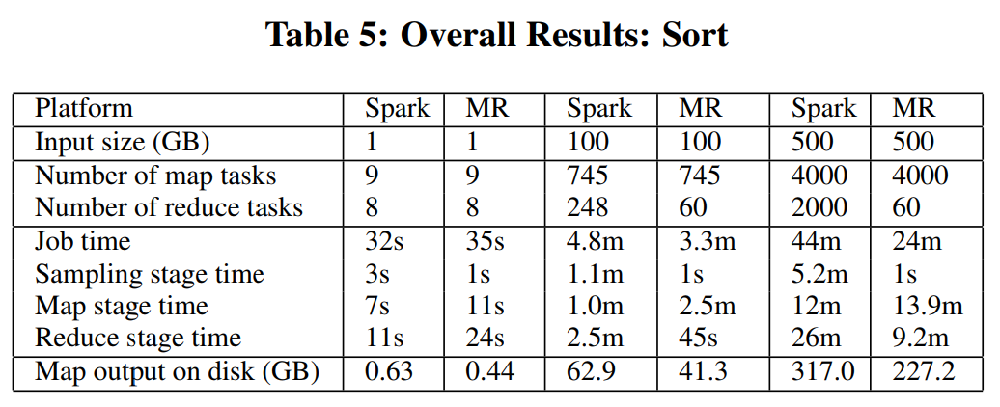 Table 5: Overall Results: Sort
Platform Spark MR Spark MR Spark MR
Input size (GB) 1 1 100 100 500 500
Number of map tasks 9 9 745 745 4000 4000
Number of reduce tasks 8 8 248 60 2000 60
Job time 32s 35s 4.8m 3.3m 44m 24m
Sampling stage time 3s 1s 1.1m 1s 5.2m 1s
Map stage time 7s 11s 1.0m 2.5m 12m 13.9m
Reduce stage time 11s 24s 2.5m 45s 26m 9.2m
Map output on disk (GB) 0.63 0.44 62.9 41.3 317.0 227.2